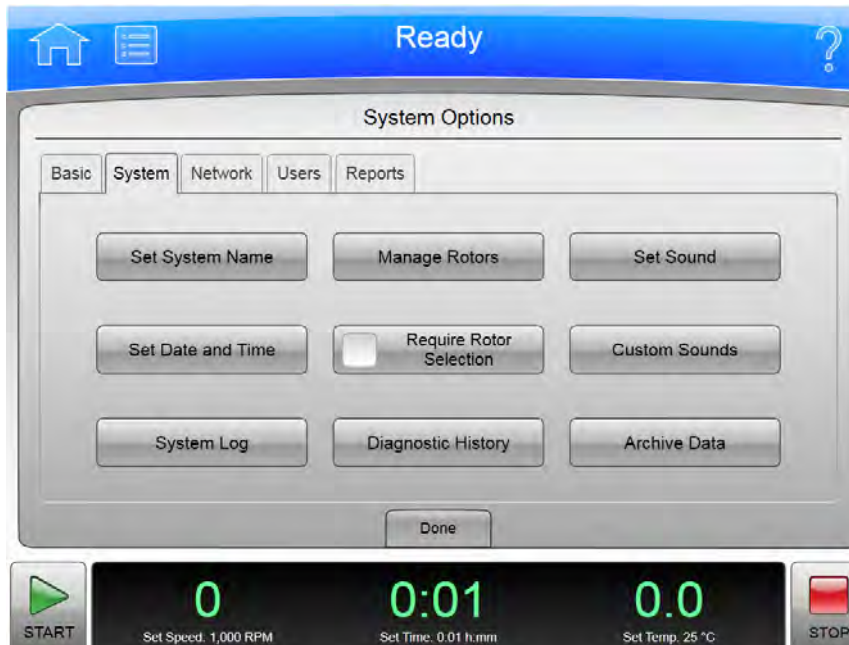 Ready
?
System Options
Basic System Network Users Reports
Set System Name
Manage Rotors
Set Sound
Set Date and Time
Require Rotor
Selection
Custom Sounds
System Log
Diagnostic History
Archive Data
Done
START
0
Set Speed: 1,000 RPM
0:01
Set Time: 0:01 h:mm
0.0
Set Temp. 25 °C
STOP